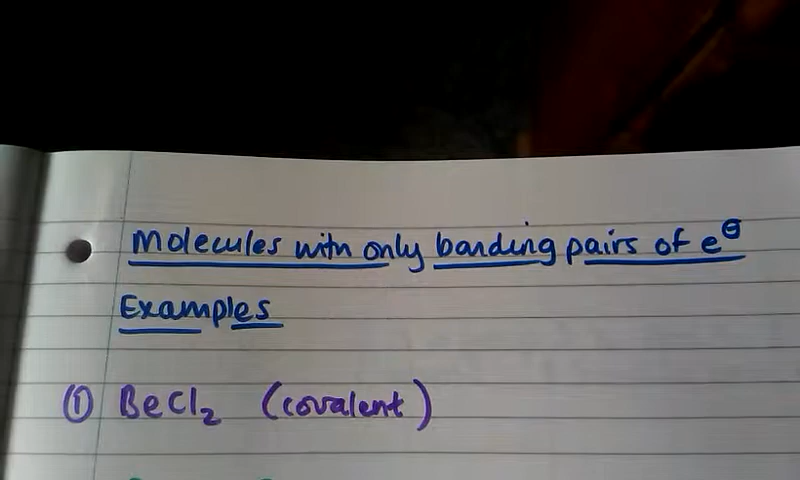 Molecules with only bonding pairs of e⊖
Examples
① BeCl₂ (covalent)